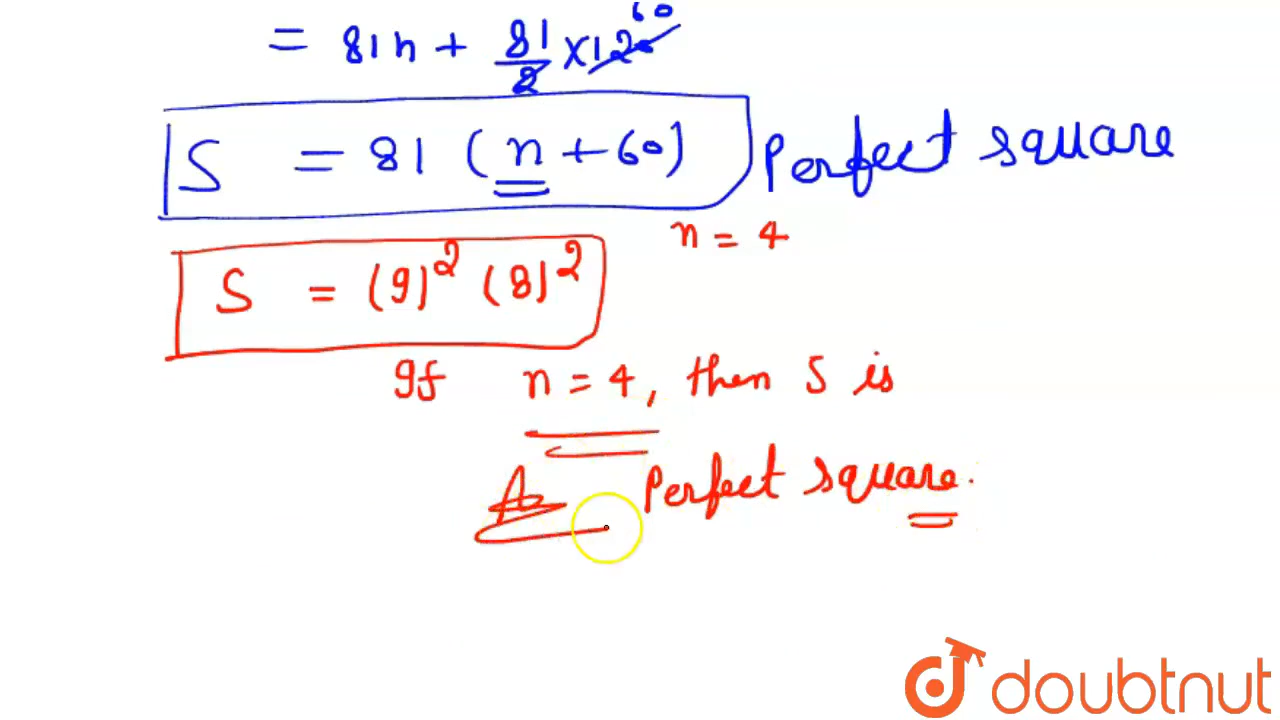 = 81n + 81/2 × 120 60
S = 81 (n + 60) Perfect square
n = 4
S = (9)² (8)²
If n = 4, then S is
Perfect square.
doubtnut